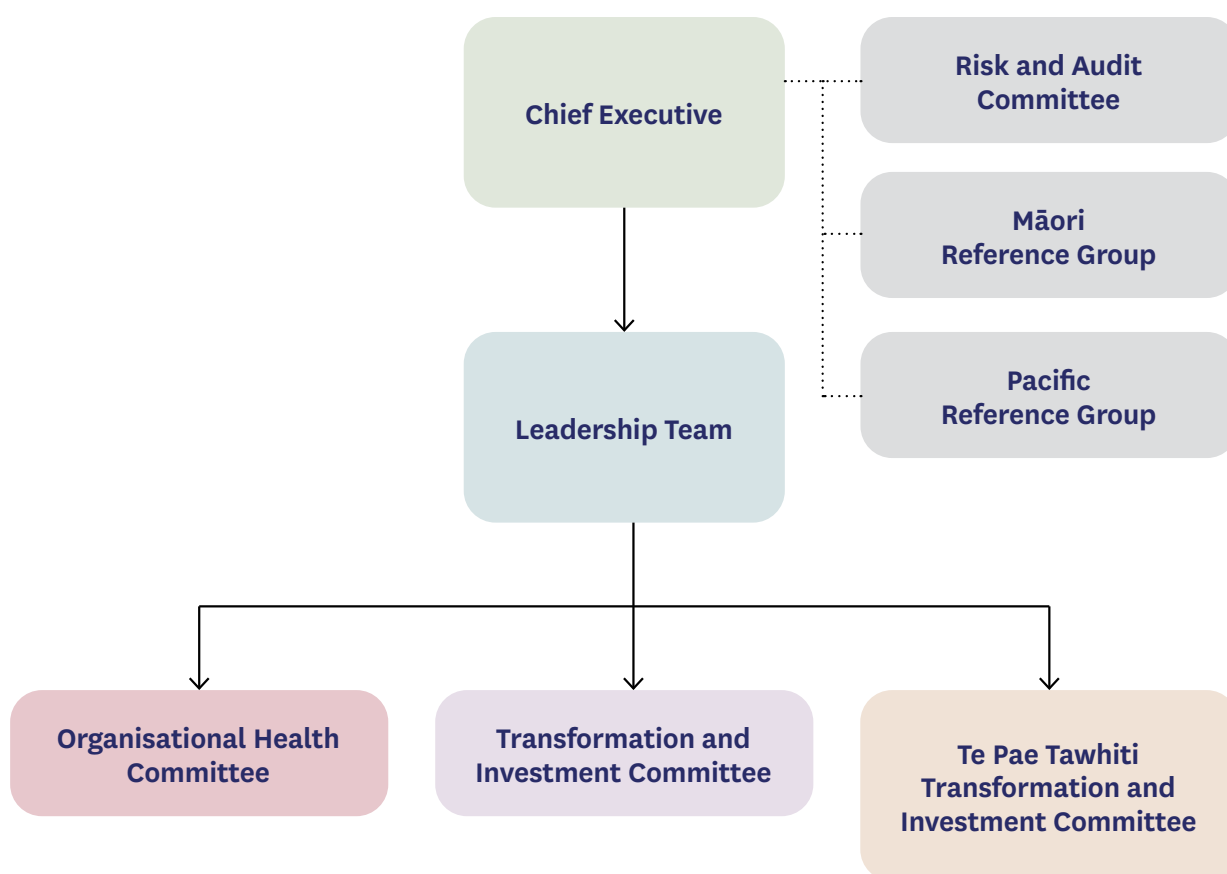 Chief Executive
Risk and Audit
Committee
Māori
Reference Group
Leadership Team
Pacific
Reference Group
Organisational Health
Committee
Transformation and
Investment Committee
Te Pae Tawhiti
Transformation and
Investment Committee